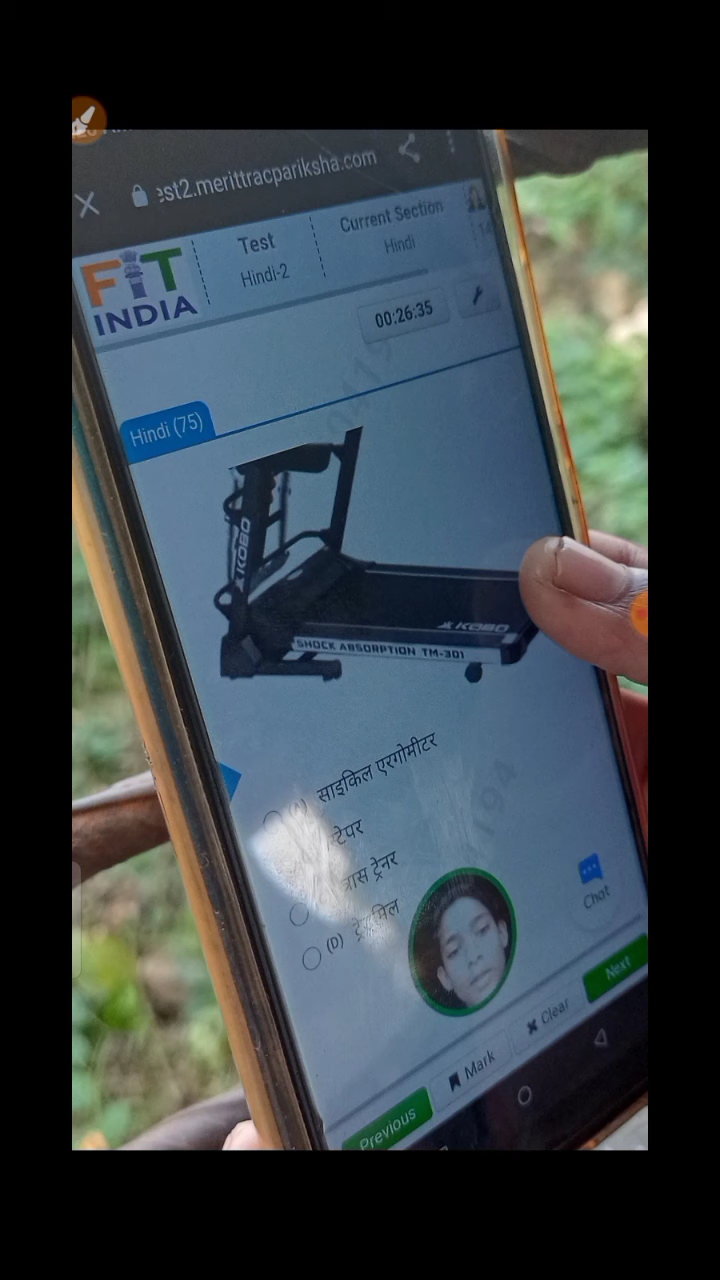 est2.merittracpariksha.com
FIT
INDIA
Test
Hindi-2
Current Section
Hindi
00:26:35
Hindi (75)
KOBO
KOBO
SHOCK ABSORPTION TM-301
साइकिल एरगोमीटर
टेपर
ट्रेनर
(D)
Chat
Previous
Mark
Clear
Next